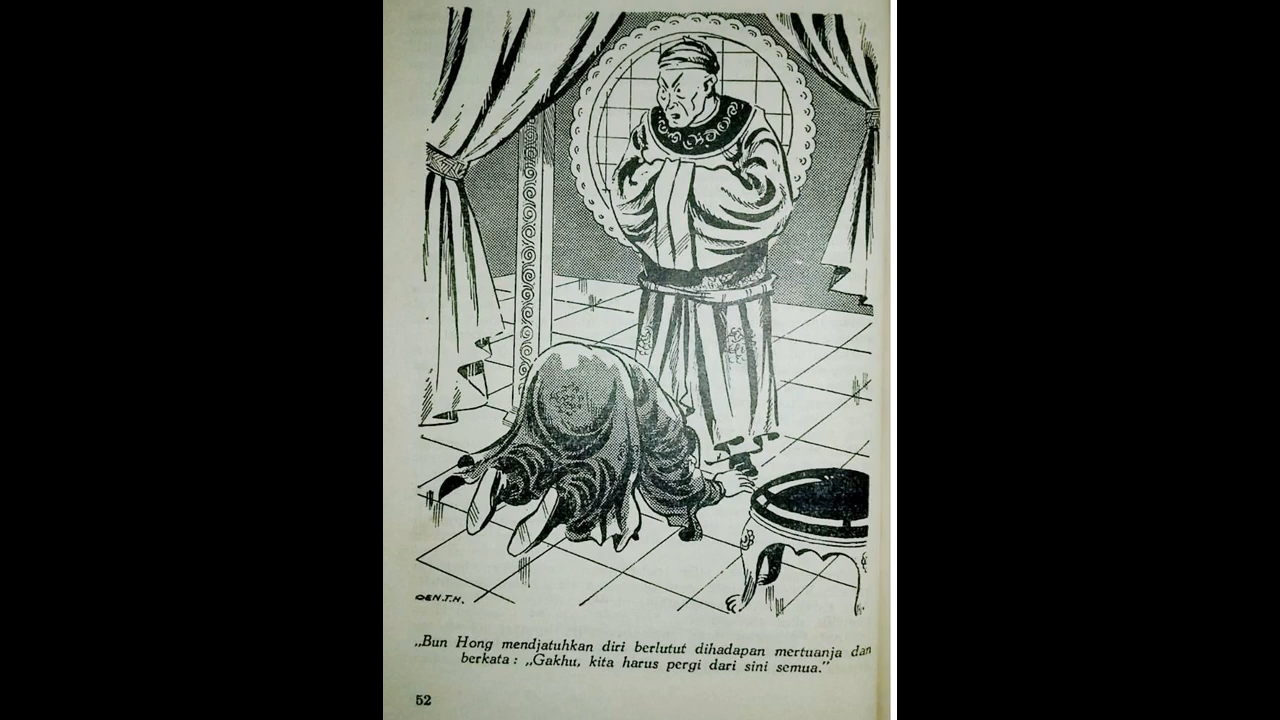 OEN.T.H.
„Bun Hong mendjatuhkan diri berlutut dihadapan mertuanja dan
berkata : „Gakhu, kita harus pergi dari sini semua.”
52